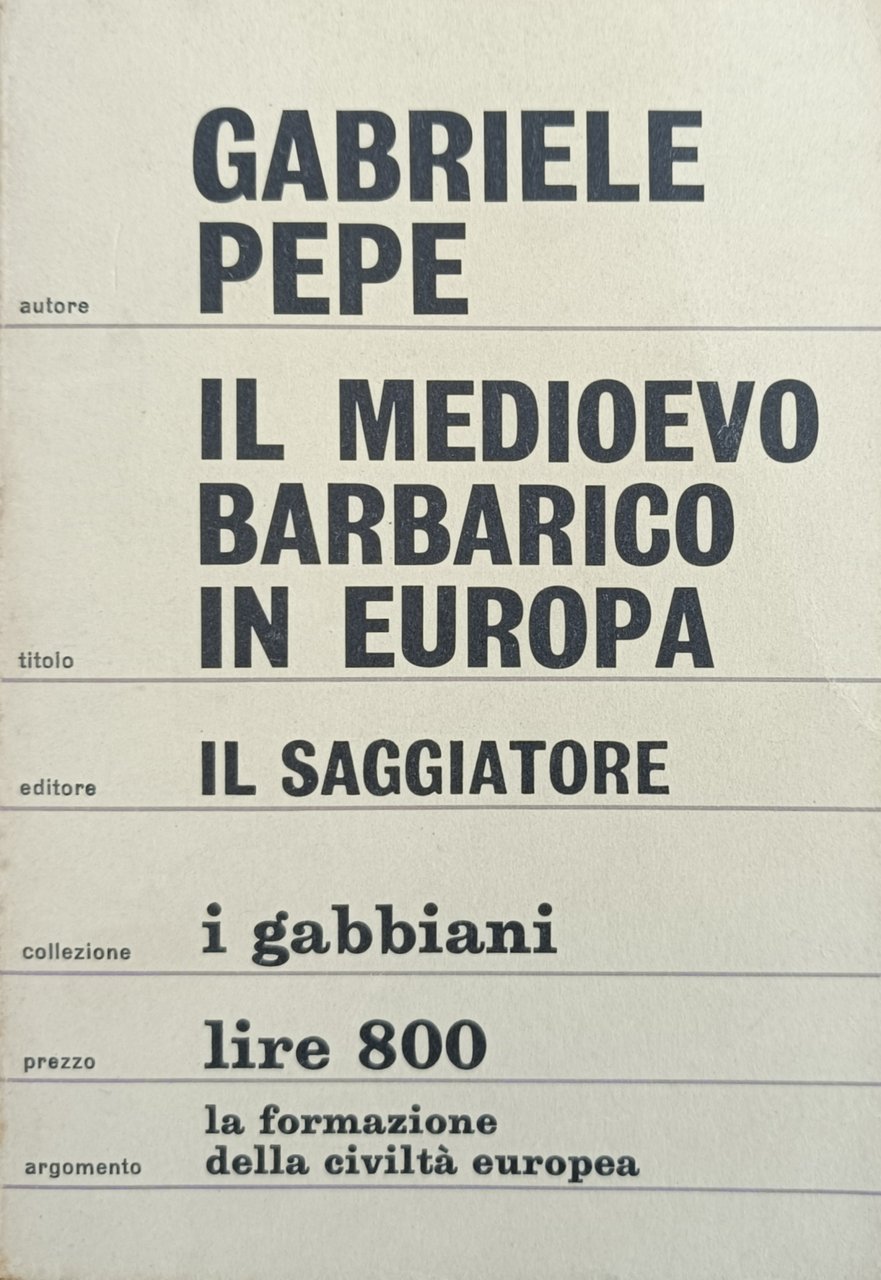 GABRIELE
PEPE
autore
IL MEDIOEVO
BARBARICO
IN EUROPA
titolo
IL SAGGIATORE
editore
i gabbiani
collezione
lire 800
prezzo
la formazione
della civiltà europea
argomento